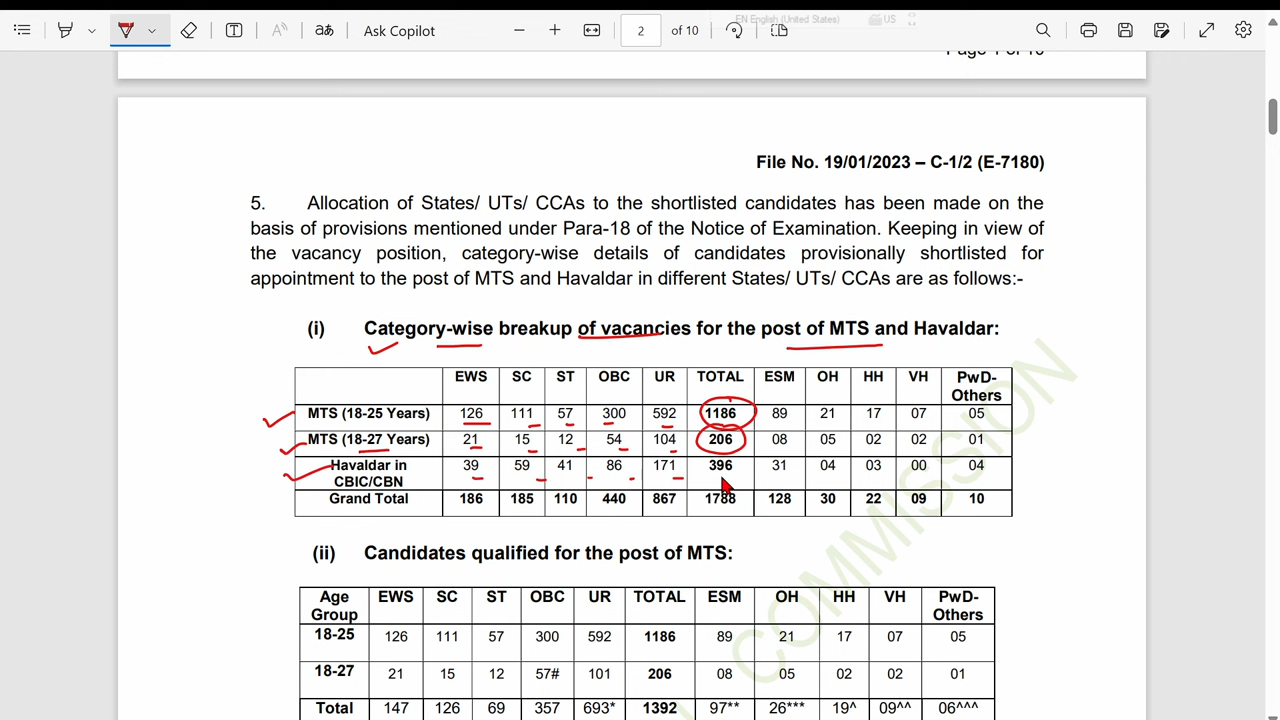 EN English (United States) US
Ask Copilot 2 of 10
Page 1 of 10
File No. 19/01/2023 – C-1/2 (E-7180)
5. Allocation of States/ UTs/ CCAs to the shortlisted candidates has been made on the
basis of provisions mentioned under Para-18 of the Notice of Examination. Keeping in view of
the vacancy position, category-wise details of candidates provisionally shortlisted for
appointment to the post of MTS and Havaldar in different States/ UTs/ CCAs are as follows:-
(i) Category-wise breakup of vacancies for the post of MTS and Havaldar:
EWS SC ST OBC UR TOTAL ESM OH HH VH PwD-
Others
MTS (18-25 Years) 126 111 57 300 592 1186 89 21 17 07 05
MTS (18-27 Years) 21 15 12 54 104 206 08 05 02 02 01
Havaldar in 39 59 41 86 171 396 31 04 03 00 04
CBIC/CBN
Grand Total 186 185 110 440 867 1788 128 30 22 09 10
(ii) Candidates qualified for the post of MTS:
Age EWS SC ST OBC UR TOTAL ESM OH HH VH PwD-
Group Others
18-25 126 111 57 300 592 1186 89 21 17 07 05
18-27 21 15 12 57# 101 206 08 05 02 02 01
Total 147 126 69 357 693* 1392 97** 26*** 19^ 09^^ 06^^^
COMMISSION